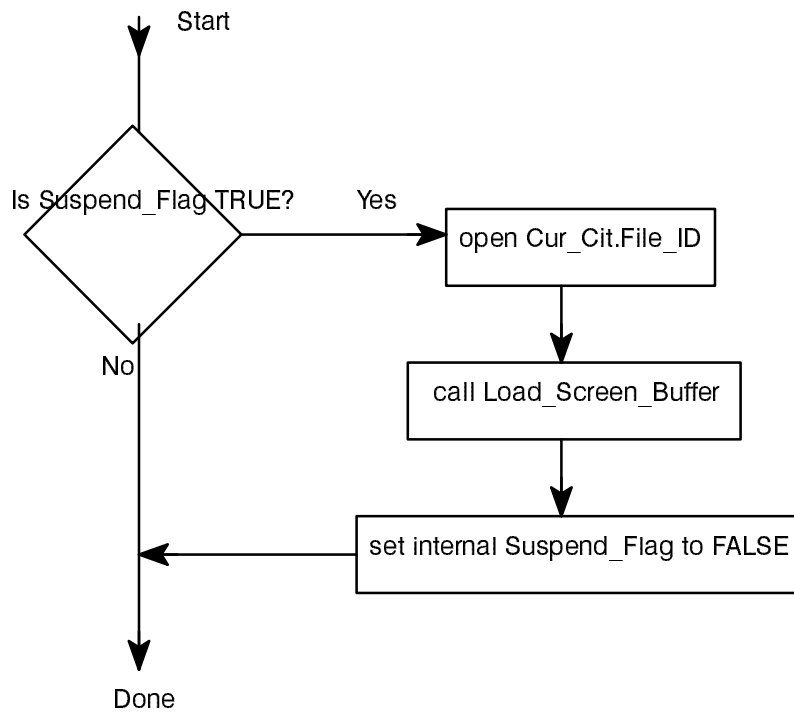 Start
Is Suspend_Flag TRUE?
Yes
open Cur_Cit.File_ID
No
call Load_Screen_Buffer
set internal Suspend_Flag to FALSE
Done